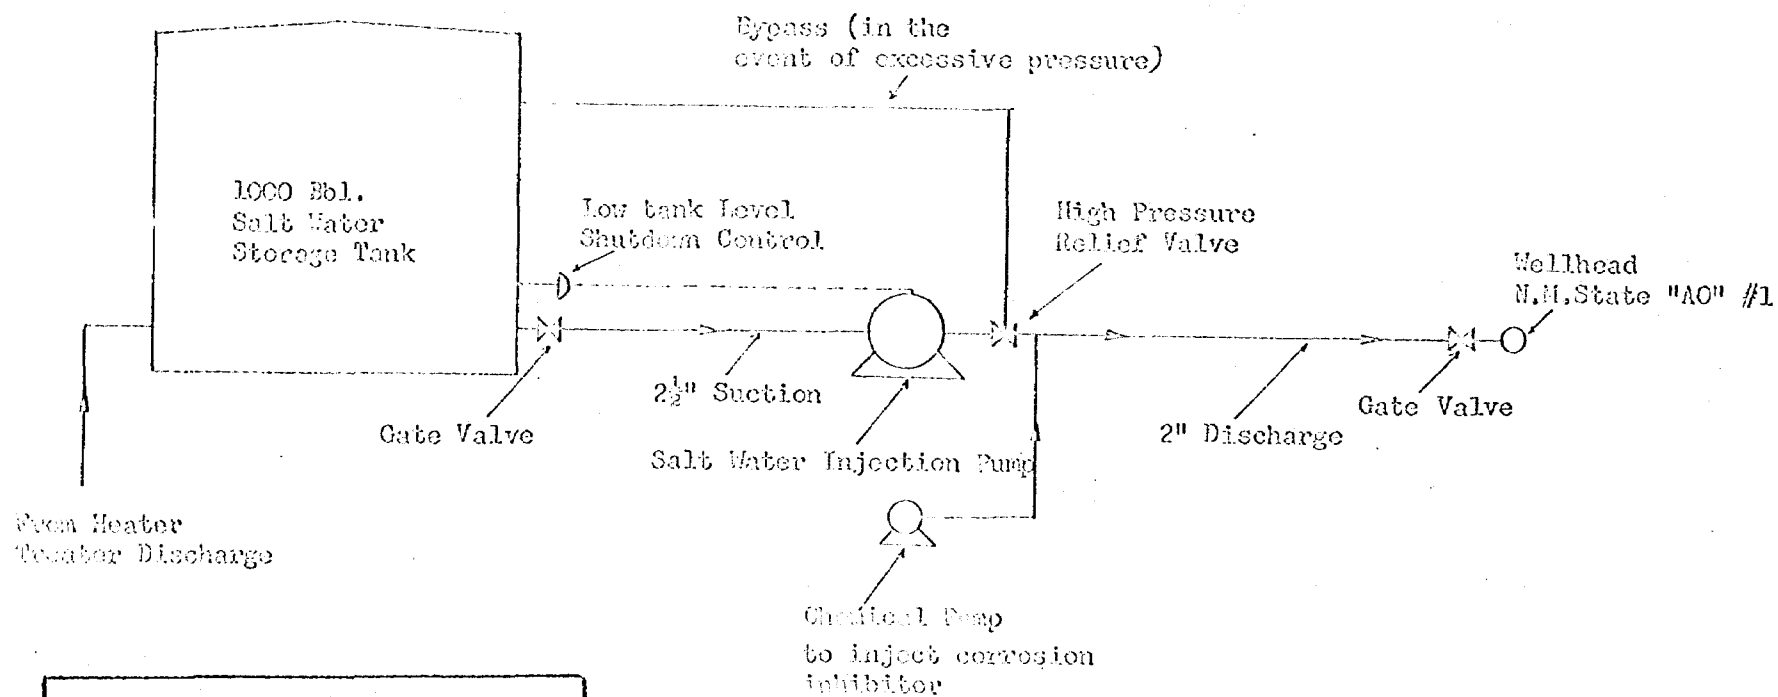 Bypass (in the
event of excessive pressure)
1000 Bbl.
Salt Water
Storage Tank
Low tank Level
Shutdown Control
High Pressure
Relief Valve
Wellhead
N.M.State "AO" #1
2½" Suction
Gate Valve
Gate Valve
2" Discharge
Salt Water Injection Pump
From Heater
Treater Discharge
Chemical Pump
to inject corrosion
inhibitor